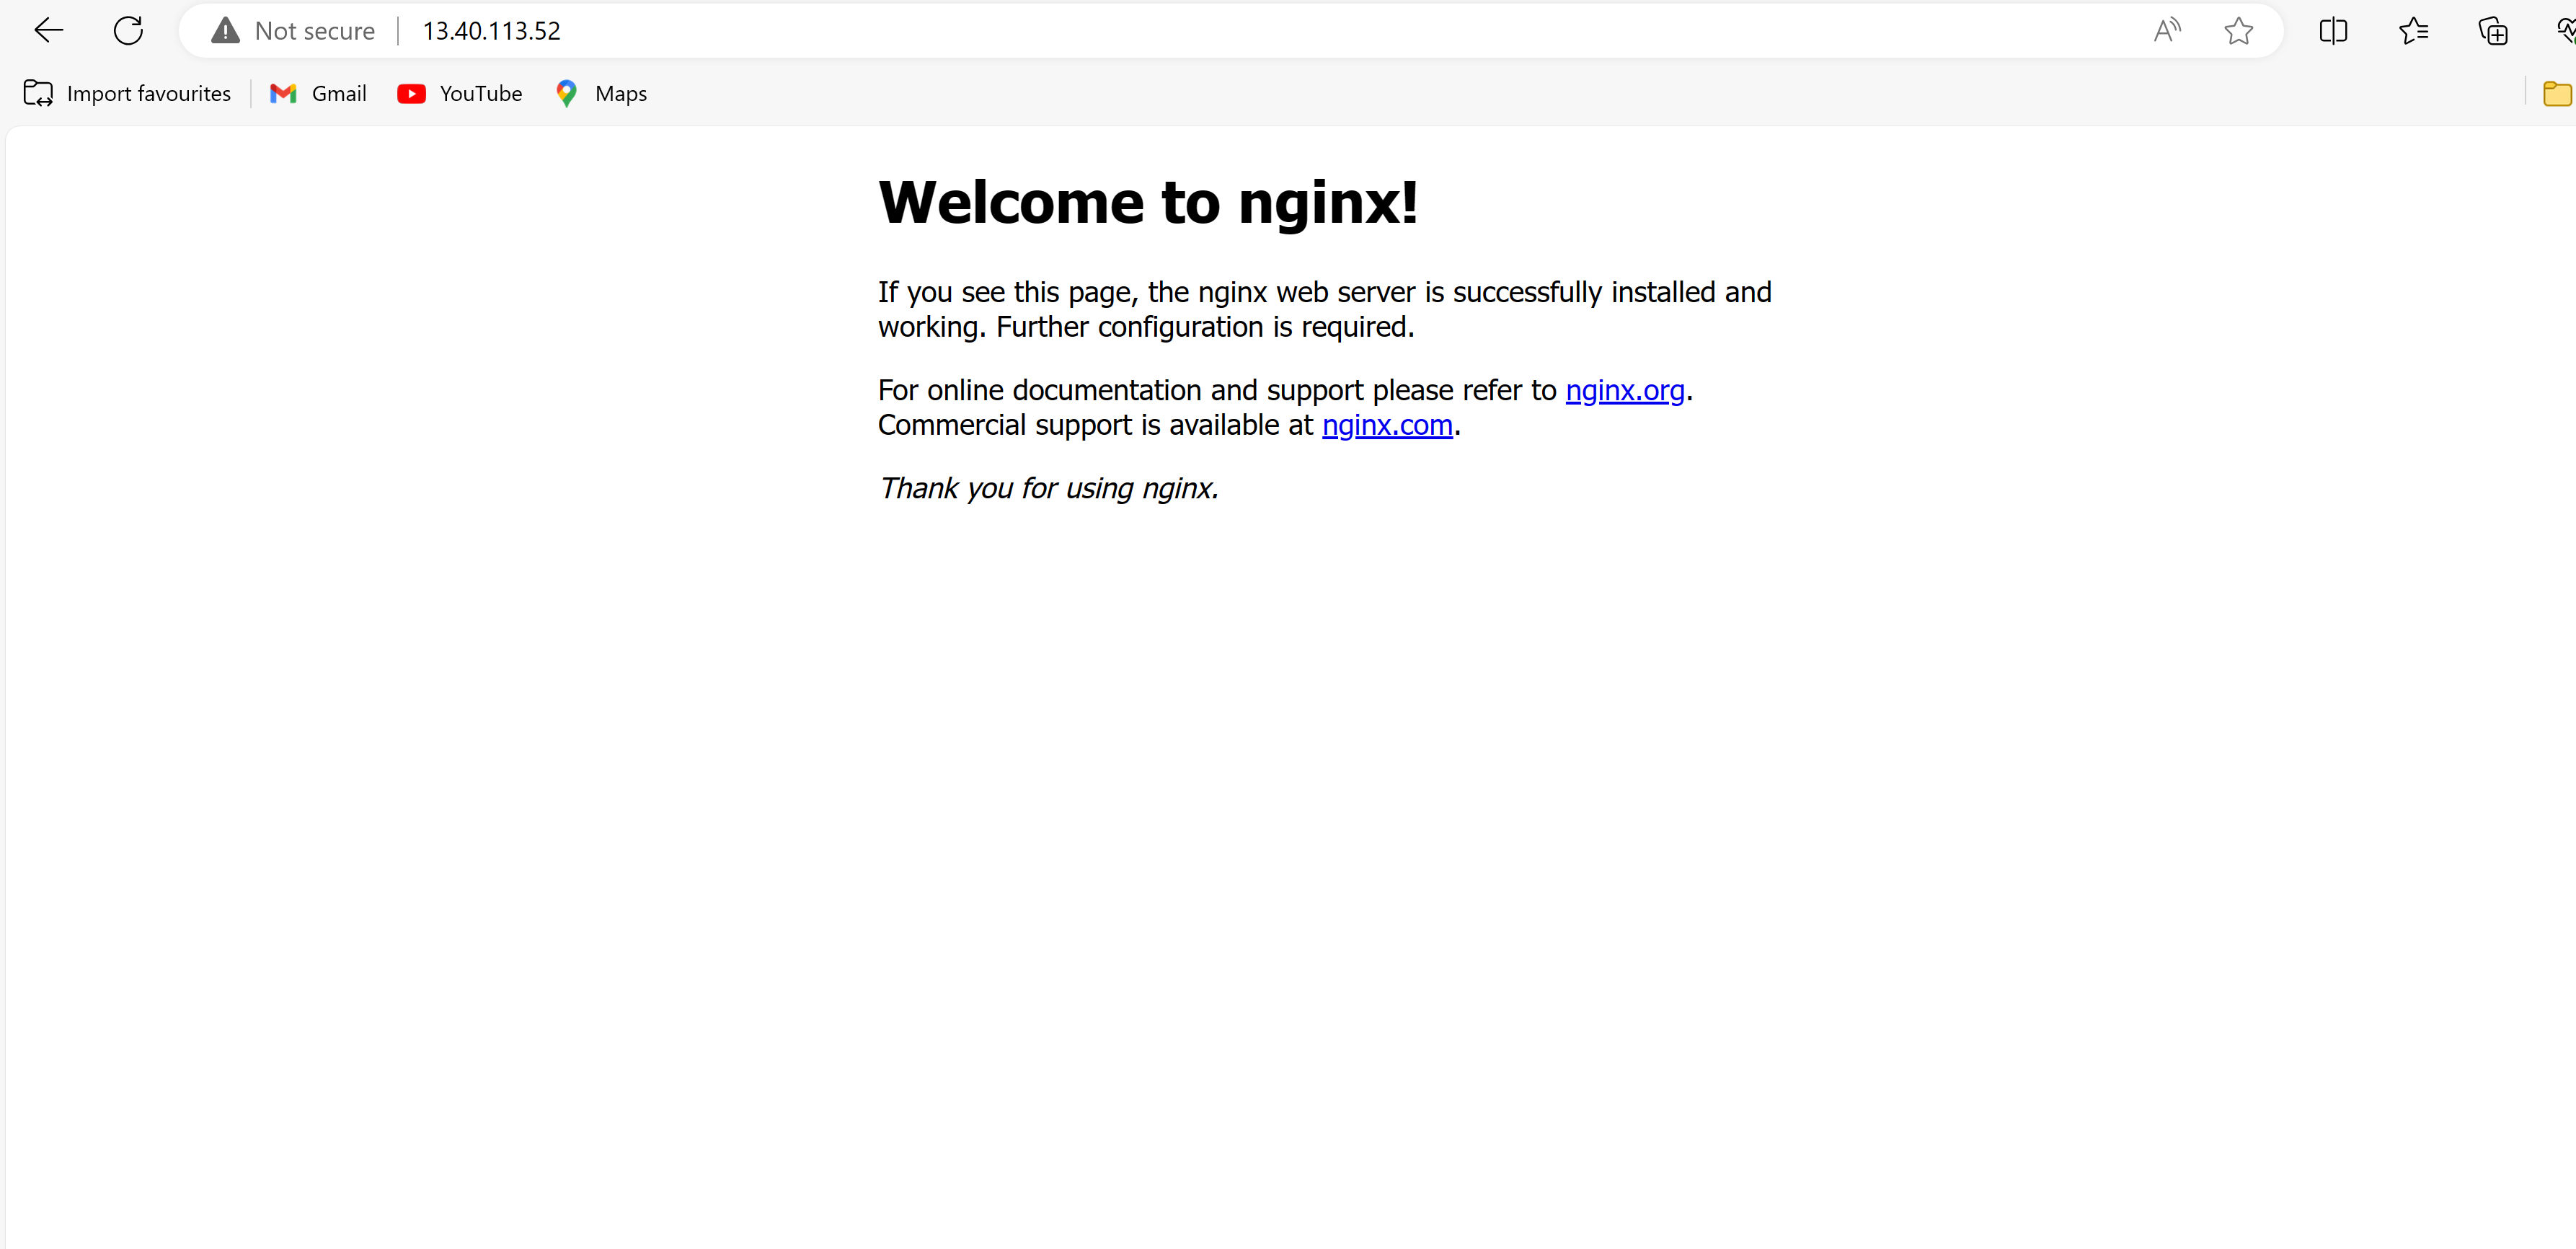 Not secure 13.40.113.52
Import favourites Gmail YouTube Maps
Welcome to nginx!
If you see this page, the nginx web server is successfully installed and
working. Further configuration is required.
For online documentation and support please refer to nginx.org.
Commercial support is available at nginx.com.
Thank you for using nginx.